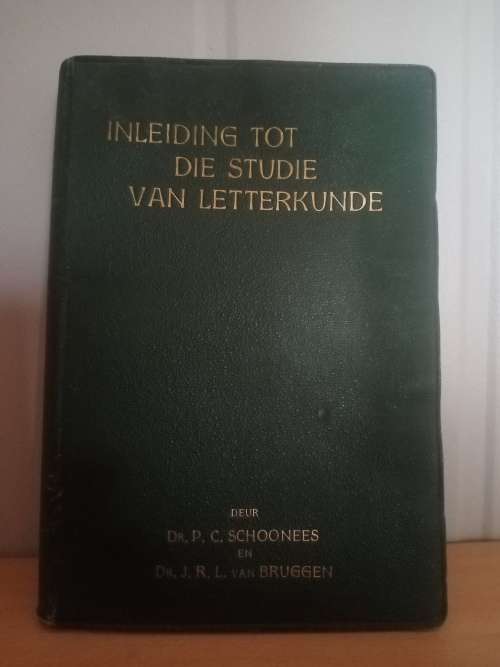 INLEIDING TOT
DIE STUDIE
VAN LETTERKUNDE
DEUR
DR. P. C. SCHOONEES
EN
DR. J. R. L. VAN BRUGGEN